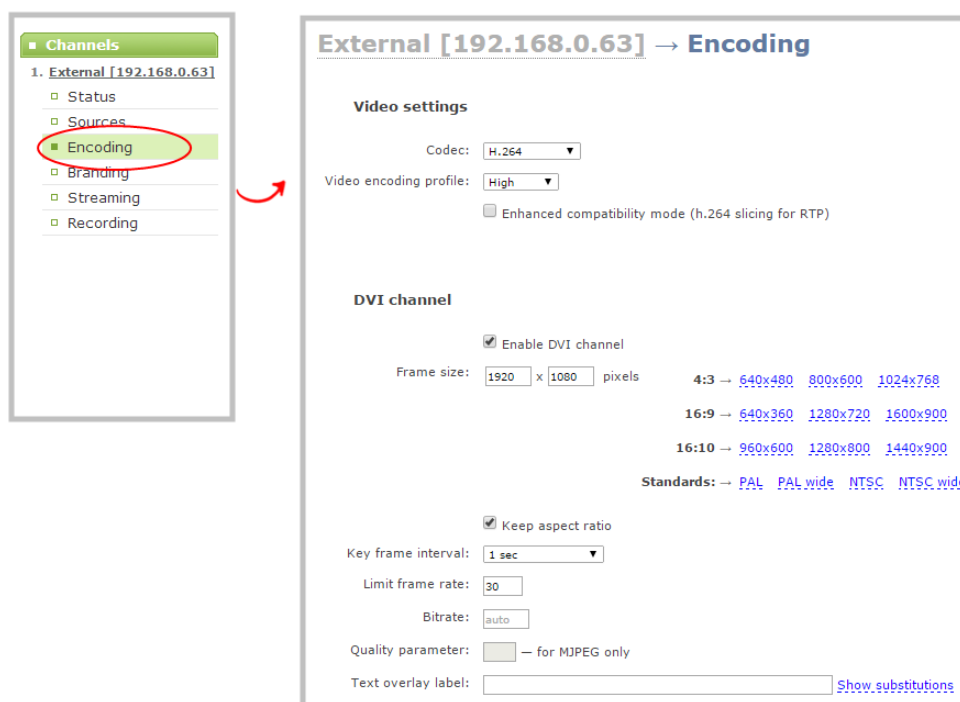 Channels
1. External [192.168.0.63]
Status
Sources
Encoding
Branding
Streaming
Recording
External [192.168.0.63] → Encoding
Video settings
Codec: H.264
Video encoding profile: High
Enhanced compatibility mode (h.264 slicing for RTP)
DVI channel
Enable DVI channel
Frame size: 1920 x 1080 pixels
4:3 → 640x480 800x600 1024x768
16:9 → 640x360 1280x720 1600x900
16:10 → 960x600 1280x800 1440x900
Standards: → PAL PAL wide NTSC NTSC wide
Keep aspect ratio
Key frame interval: 1 sec
Limit frame rate: 30
Bitrate: auto
Quality parameter: — for MJPEG only
Text overlay label: Show substitutions